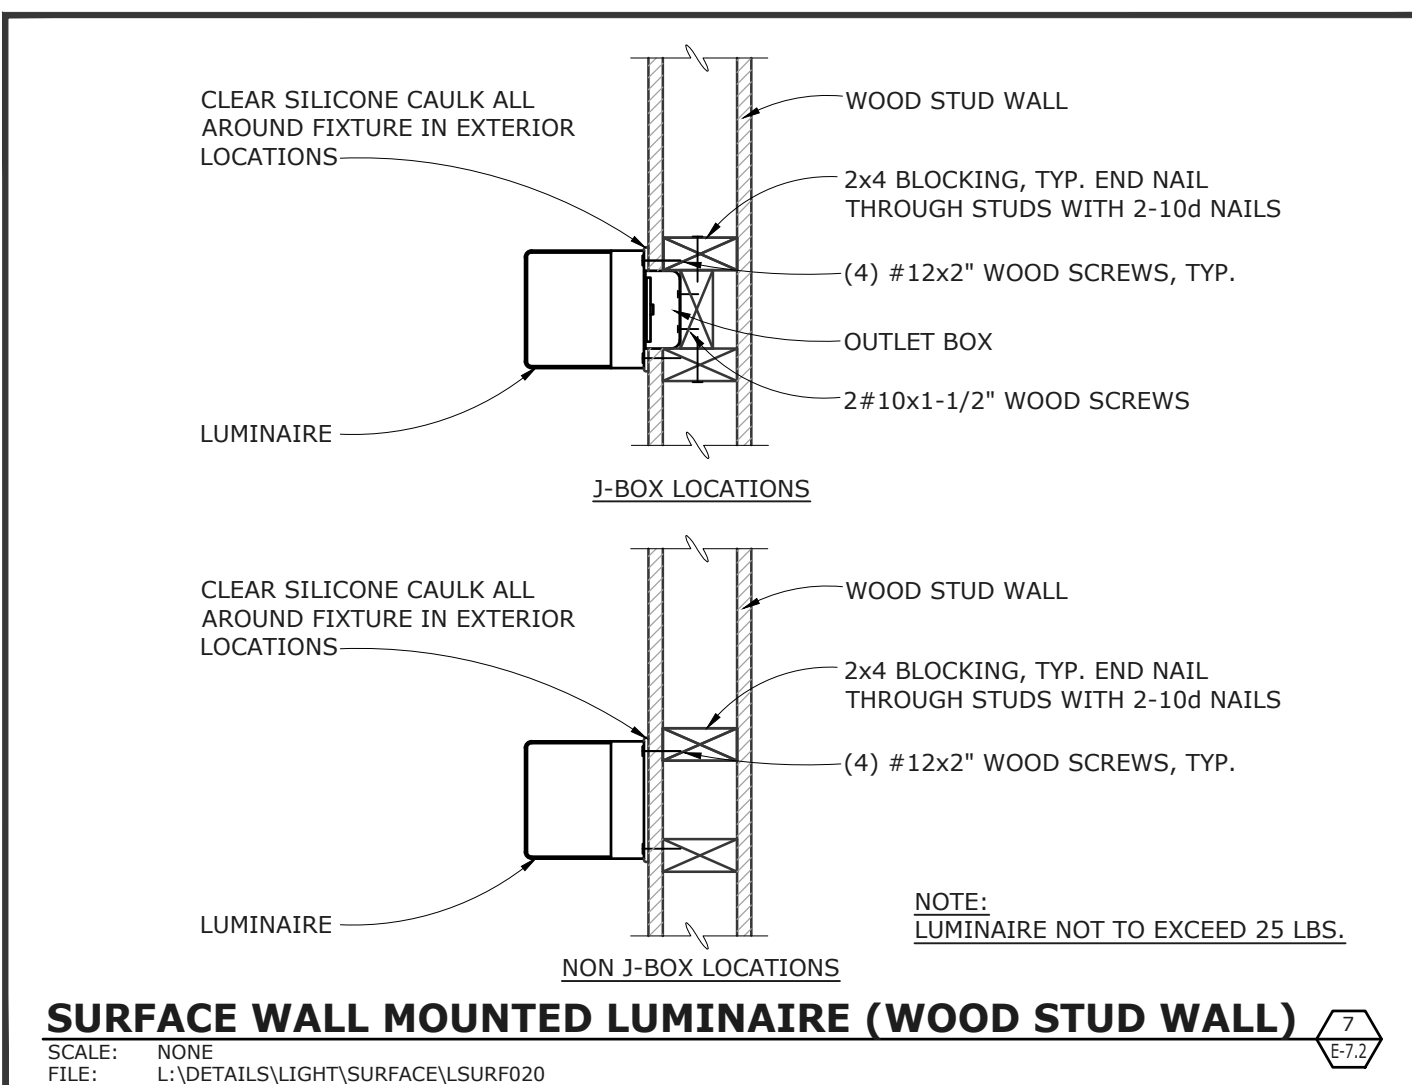 CLEAR SILICONE CAULK ALL
AROUND FIXTURE IN EXTERIOR
LOCATIONS
WOOD STUD WALL
2x4 BLOCKING, TYP. END NAIL
THROUGH STUDS WITH 2-10d NAILS
(4) #12x2" WOOD SCREWS, TYP.
OUTLET BOX
2#10x1-1/2" WOOD SCREWS
LUMINAIRE
J-BOX LOCATIONS
CLEAR SILICONE CAULK ALL
AROUND FIXTURE IN EXTERIOR
LOCATIONS
WOOD STUD WALL
2x4 BLOCKING, TYP. END NAIL
THROUGH STUDS WITH 2-10d NAILS
(4) #12x2" WOOD SCREWS, TYP.
LUMINAIRE
NOTE:
LUMINAIRE NOT TO EXCEED 25 LBS.
NON J-BOX LOCATIONS
SURFACE WALL MOUNTED LUMINAIRE (WOOD STUD WALL)
7
E-7.2
SCALE: NONE
FILE: L:\DETAILS\LIGHT\SURFACE\LSURF020